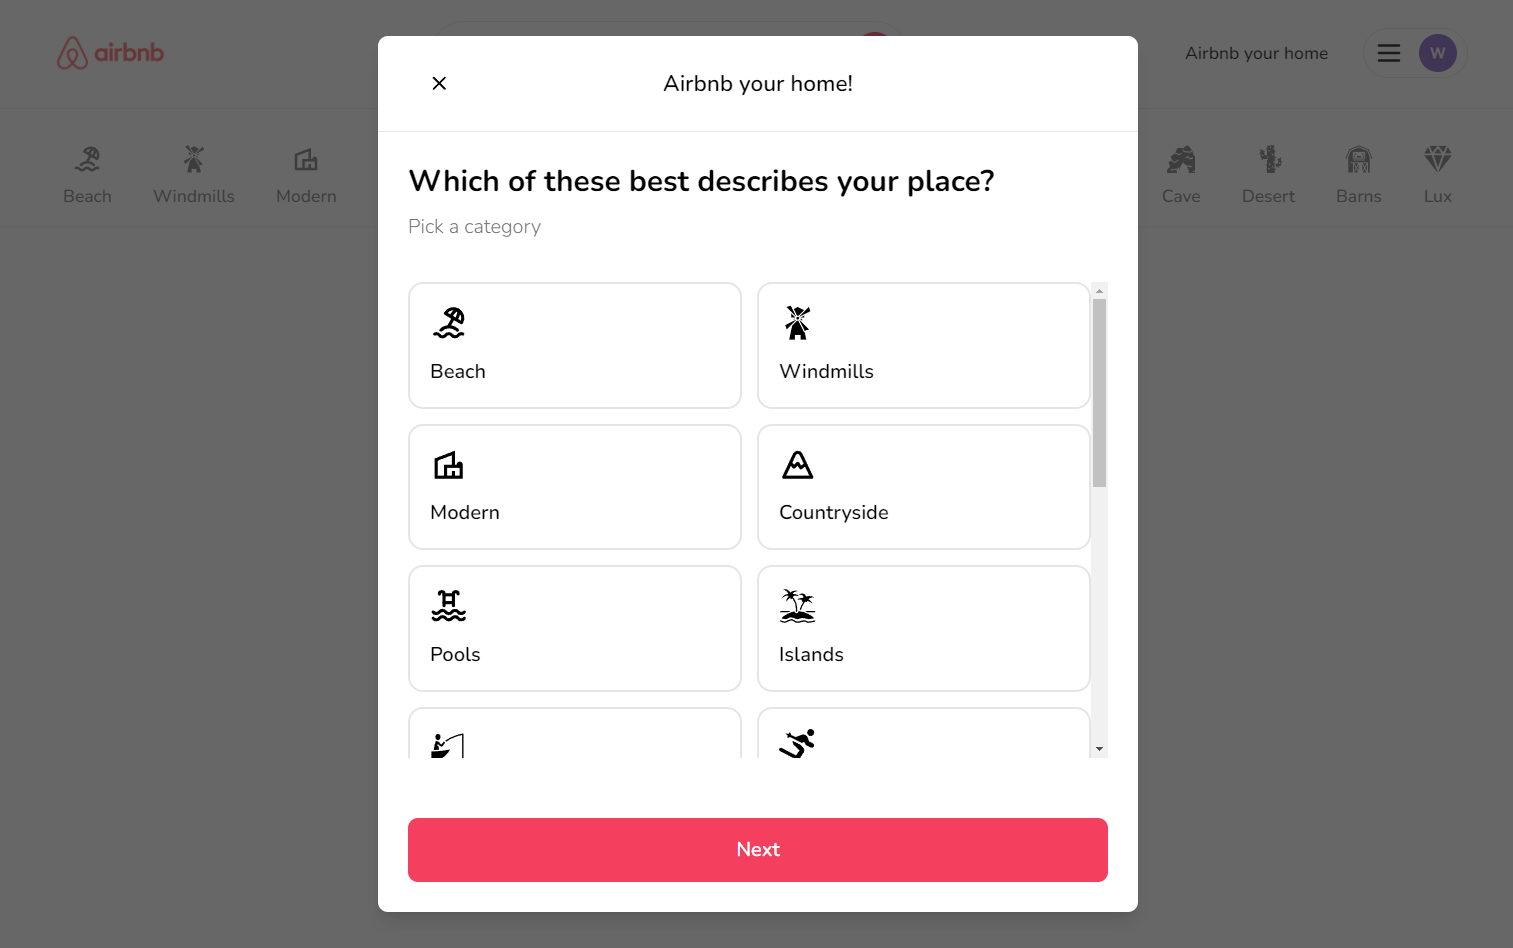 airbnb
Airbnb your home
W
Beach
Windmills
Modern
Cave
Desert
Barns
Lux
Airbnb your home!
Which of these best describes your place?
Pick a category
Beach
Windmills
Modern
Countryside
Pools
Islands
Next